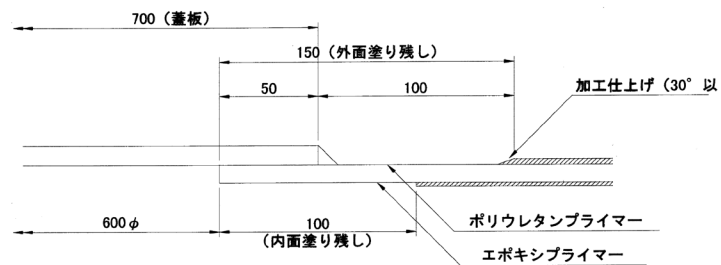 700（蓋板）
150（外面塗り残し）
50
100
加工仕上げ（30°以
600φ
100
（内面塗り残し）
ポリウレタンプライマー
エポキシプライマー